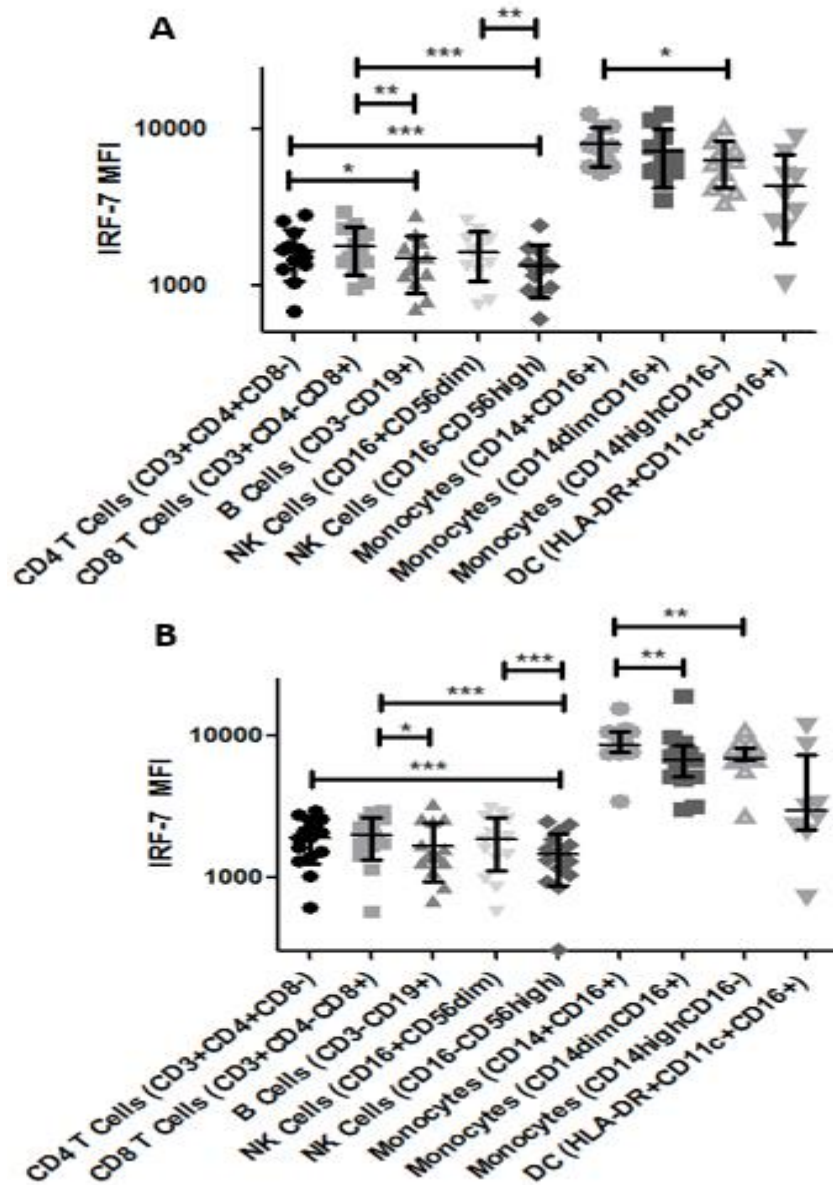 A
**
***
*
**
***
*
10000
1000
IRF-7 MFI
CD4 T Cells (CD3+CD4+CD8-)
CD8 T Cells (CD3+CD4-CD8+)
B Cells (CD3-CD19+)
NK Cells (CD16+CD56dim)
NK Cells (CD16-CD56high)
Monocytes (CD14+CD16+)
Monocytes (CD14dimCD16+)
Monocytes (CD14highCD16-)
DC (HLA-DR+CD11c+CD16+)
B
**
***
**
***
*
***
10000
1000
IRF-7 MFI
CD4 T Cells (CD3+CD4+CD8-)
CD8 T Cells (CD3+CD4-CD8+)
B Cells (CD3-CD19+)
NK Cells (CD16+CD56dim)
NK Cells (CD16-CD56high)
Monocytes (CD14+CD16+)
Monocytes (CD14dimCD16+)
Monocytes (CD14highCD16-)
DC (HLA-DR+CD11c+CD16+)